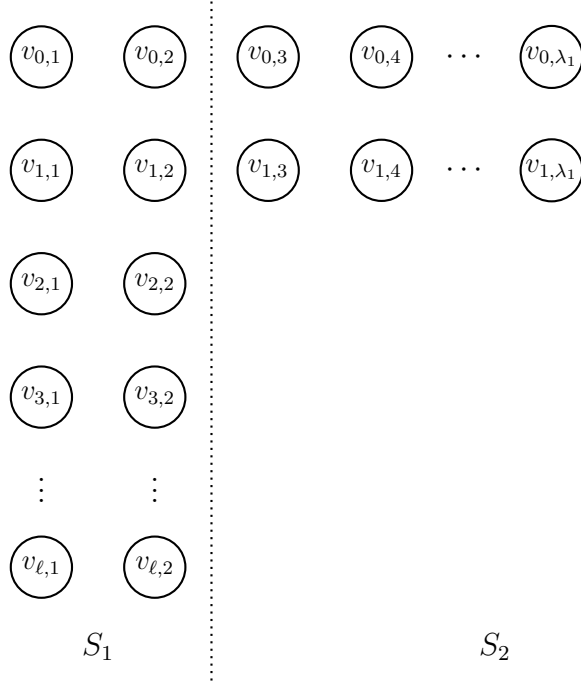 v_{0,1} v_{0,2} v_{0,3} v_{0,4} ⋯ v_{0,λ_1}
v_{1,1} v_{1,2} v_{1,3} v_{1,4} ⋯ v_{1,λ_1}
v_{2,1} v_{2,2}
v_{3,1} v_{3,2}
⋮ ⋮
v_{ℓ,1} v_{ℓ,2}
S_1 S_2